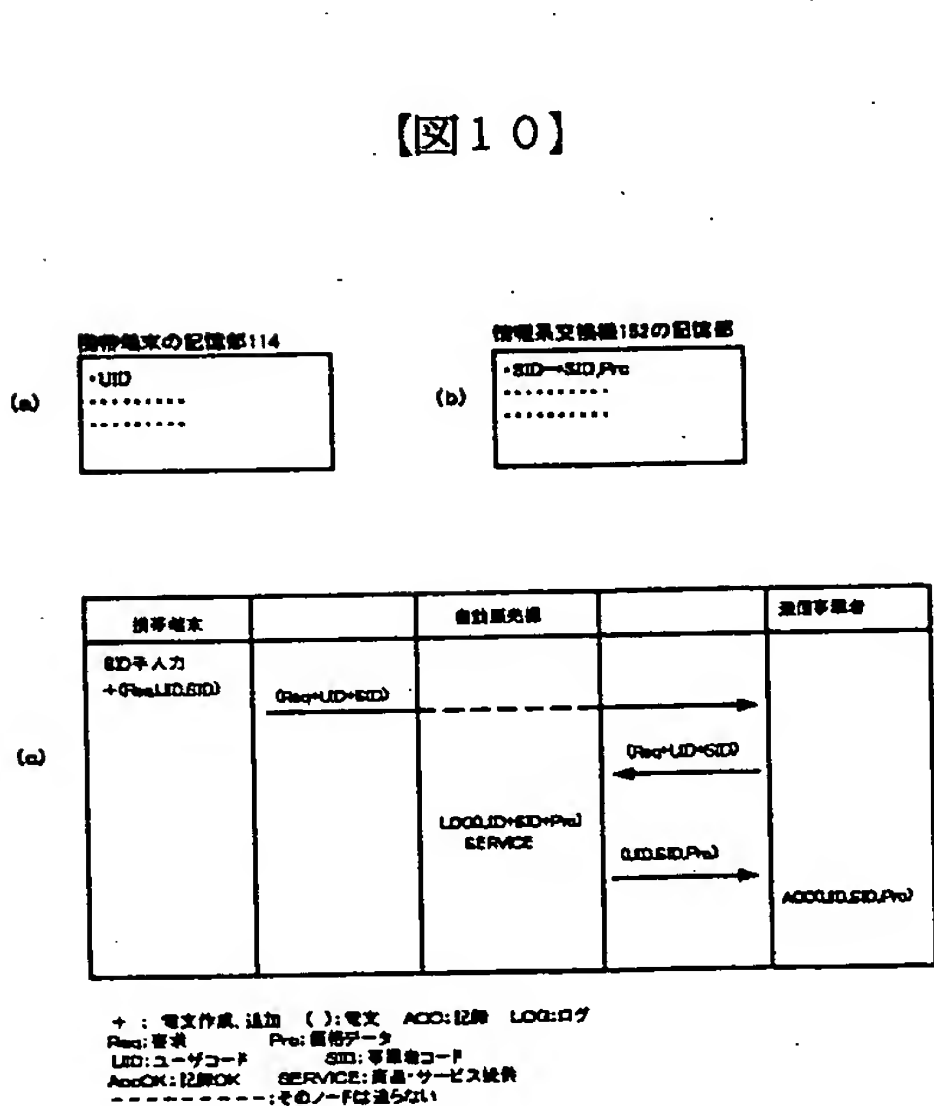 【図10】
携帯端末の記憶部114
・UID
・・・・・・・・・
・・・・・・・・・
(a)
情報系交換機152の記憶部
・SID→SID,Pro
・・・・・・・・・・
・・・・・・・・・・
(b)
携帯端末 自動販売機 通信事業者
SID手入力
+(Req,UID,SID)
(Req+UID+SID)
(Req+UID+SID)
LOG(UID+SID+Pro)
SERVICE
(UID,SID,Pro)
ACC(UID,SID,Pro)
+ : 電文作成、追加 ( ):電文 ACC:記録 LOG:ログ
Req:要求 Pro:価格データ
UID:ユーザコード SID:事業者コード
AccOK:記録OK SERVICE:商品・サービス提供
----------:そのノードは通らない